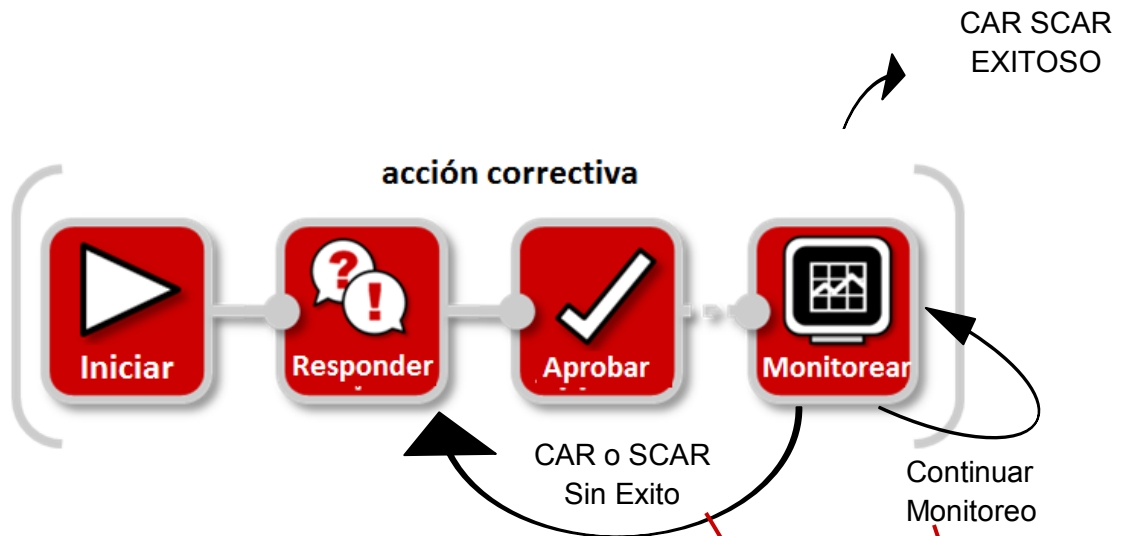 CAR SCAR
EXITOSO
acción correctiva
?
!
Iniciar
Responder
Aprobar
Monitorear
CAR o SCAR
Sin Exito
Continuar
Monitoreo